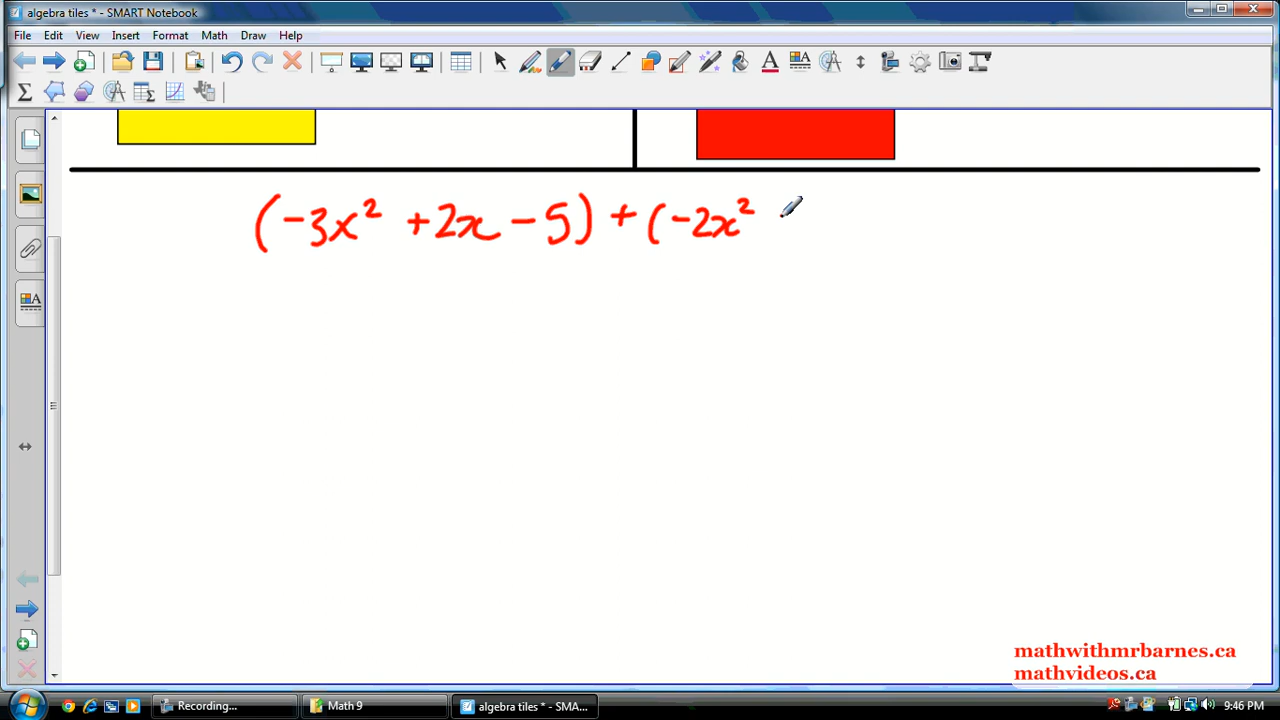 algebra tiles * - SMART Notebook
File Edit View Insert Format Math Draw Help
(-3x² +2x -5) + (-2x²
mathwithmrbarnes.ca
mathvideos.ca
Recording... Math 9 algebra tiles * - SMA... 9:46 PM